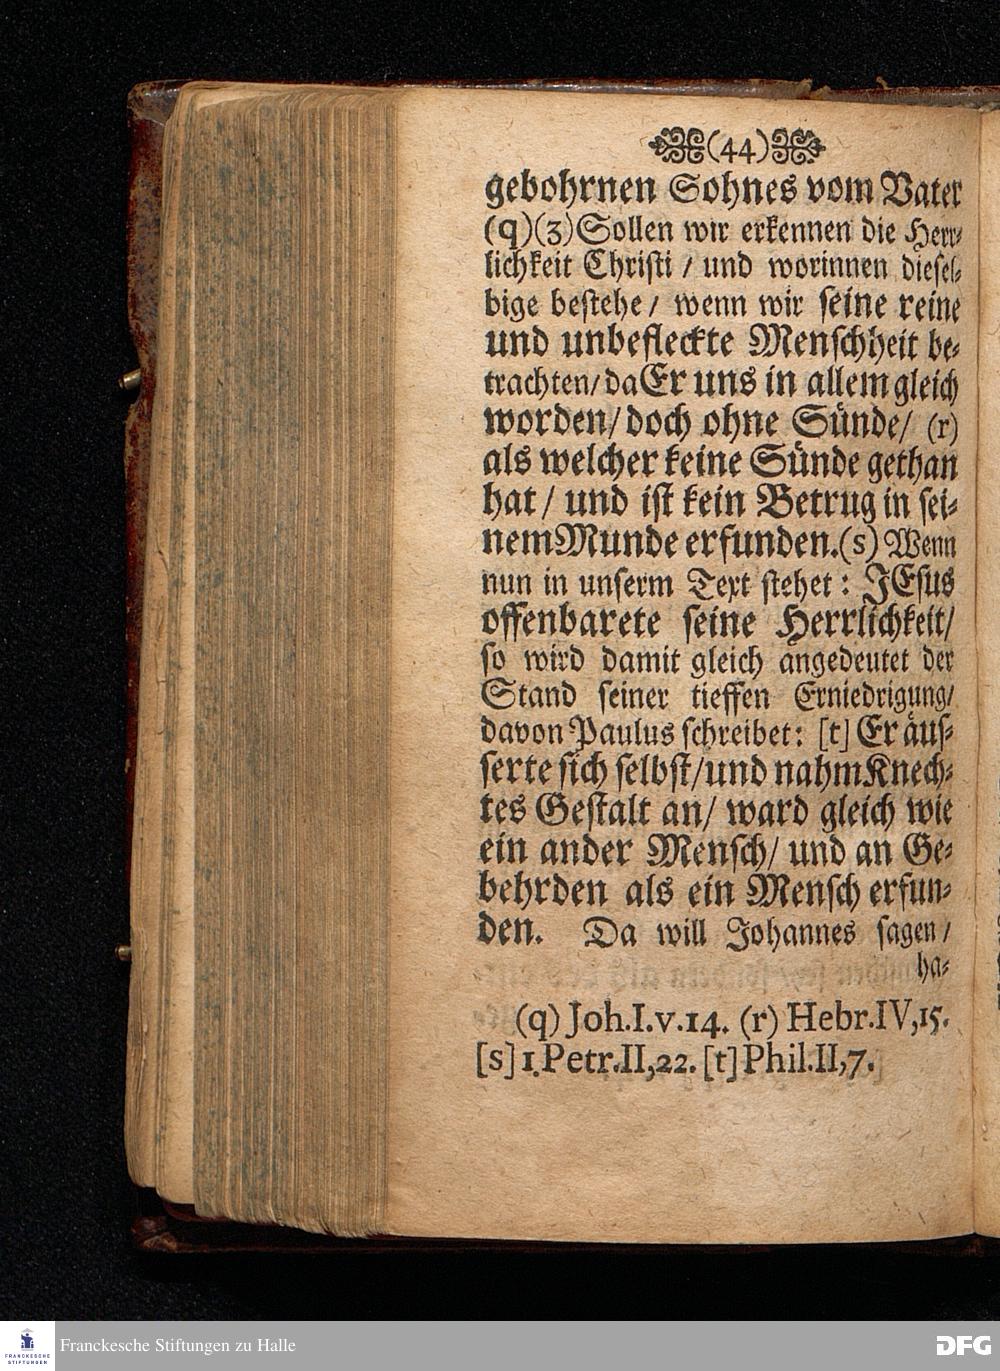 (44)
gebohrnen Sohnes vom Vater
(q)(3)Sollen wir erkennen die Herr⸗
lichkeit Christi / und worinnen diesel⸗
bige bestehe / wenn wir seine reine
und unbefleckte Menschheit be⸗
trachten/ da Er uns in allem gleich
worden/ doch ohne Sünde/ (r)
als welcher keine Sünde gethan
hat / und ist kein Betrug in sei⸗
nem Munde erfunden.(s) Wenn
nun in unserm Text stehet : JEsus
offenbarete seine Herrlichkeit/
so wird damit gleich angedeutet der
Stand seiner tieffen Erniedrigung/
davon Paulus schreibet: [t] Er äus⸗
serte sich selbst/ und nahm Knech⸗
tes Gestalt an/ ward gleich wie
ein ander Mensch/ und an Ge⸗
behrden als ein Mensch erfun⸗
den. Da will Johannes sagen /
ha⸗
(q) Joh.I.v.14. (r) Hebr.IV,15.
[s] 1.Petr.II,22. [t] Phil.II,7.
FRANCKESCHE
STIFTUNGEN
Franckesche Stiftungen zu Halle
DFG